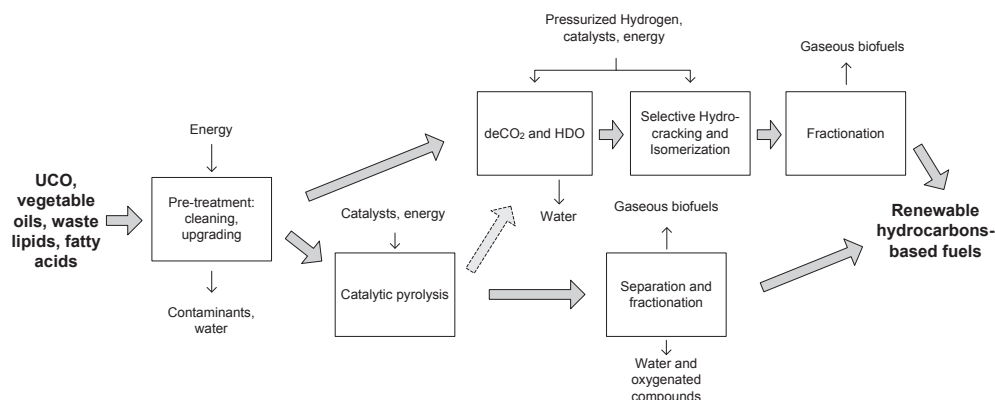 Pressurized Hydrogen,
catalysts, energy
Gaseous biofuels
Energy
deCO₂ and HDO
Selective Hydro-
cracking and
Isomerization
Fractionation
UCO,
vegetable
oils, waste
lipids, fatty
acids
Pre-treatment:
cleaning,
upgrading
Catalysts, energy
Water
Gaseous biofuels
Renewable
hydrocarbons-
based fuels
Catalytic pyrolysis
Separation and
fractionation
Contaminants,
water
Water and
oxygenated
compounds